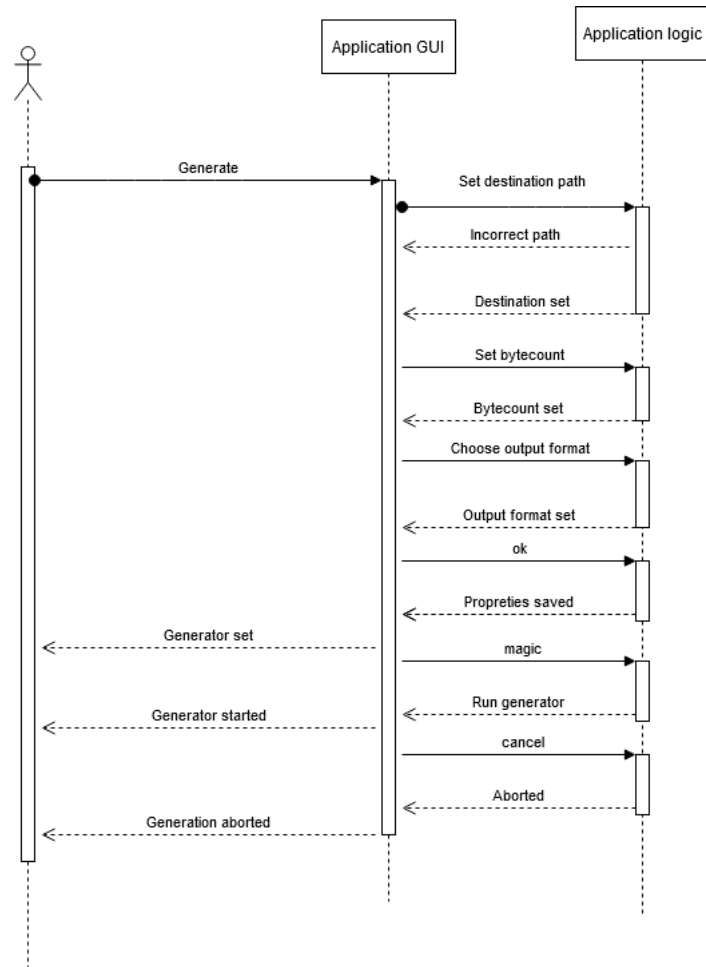 Application GUI
Application logic
Generate
Set destination path
Incorrect path
Destination set
Set bytecount
Bytecount set
Choose output format
Output format set
ok
Propreties saved
Generator set
magic
Run generator
Generator started
cancel
Aborted
Generation aborted